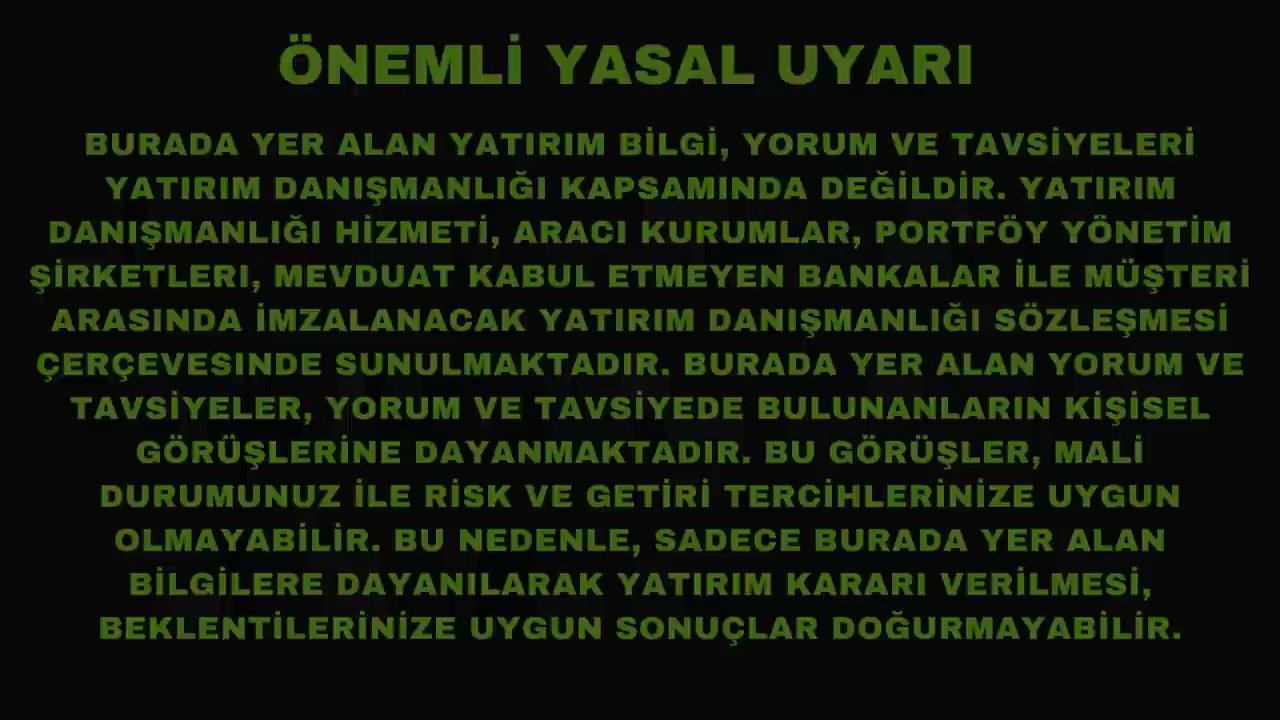 ÖNEMLİ YASAL UYARI
BURADA YER ALAN YATIRIM BİLGİ, YORUM VE TAVSİYELERİ
YATIRIM DANIŞMANLIĞI KAPSAMINDA DEĞİLDİR. YATIRIM
DANIŞMANLIĞI HİZMETİ, ARACI KURUMLAR, PORTFÖY YÖNETİM
ŞİRKETLERI, MEVDUAT KABUL ETMEYEN BANKALAR İLE MÜŞTERİ
ARASINDA İMZALANACAK YATIRIM DANIŞMANLIĞI SÖZLEŞMESİ
ÇERÇEVESINDE SUNULMAKTADIR. BURADA YER ALAN YORUM VE
TAVSİYELER, YORUM VE TAVSİYEDE BULUNANLARIN KİŞİSEL
GÖRÜŞLERİNE DAYANMAKTADIR. BU GÖRÜŞLER, MALİ
DURUMUNUZ İLE RİSK VE GETİRİ TERCİHLERİNİZE UYGUN
OLMAYABİLİR. BU NEDENLE, SADECE BURADA YER ALAN
BİLGİLERE DAYANILARAK YATIRIM KARARI VERİLMESİ,
BEKLENTİLERİNİZE UYGUN SONUÇLAR DOĞURMAYABİLİR.